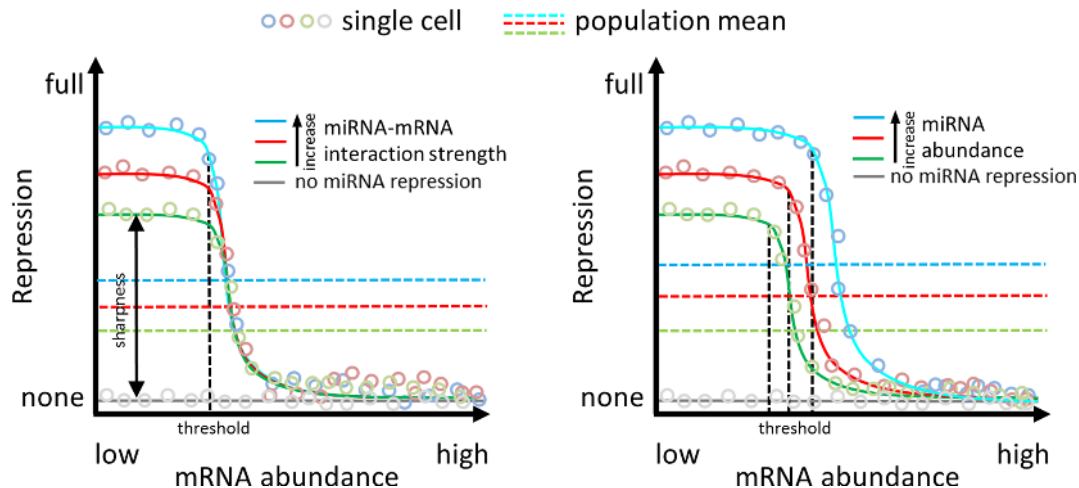 single cell
population mean
full
Repression
none
increase
miRNA-mRNA
interaction strength
no miRNA repression
sharpness
threshold
low
high
mRNA abundance
full
Repression
none
increase
miRNA
abundance
no miRNA repression
threshold
low
high
mRNA abundance